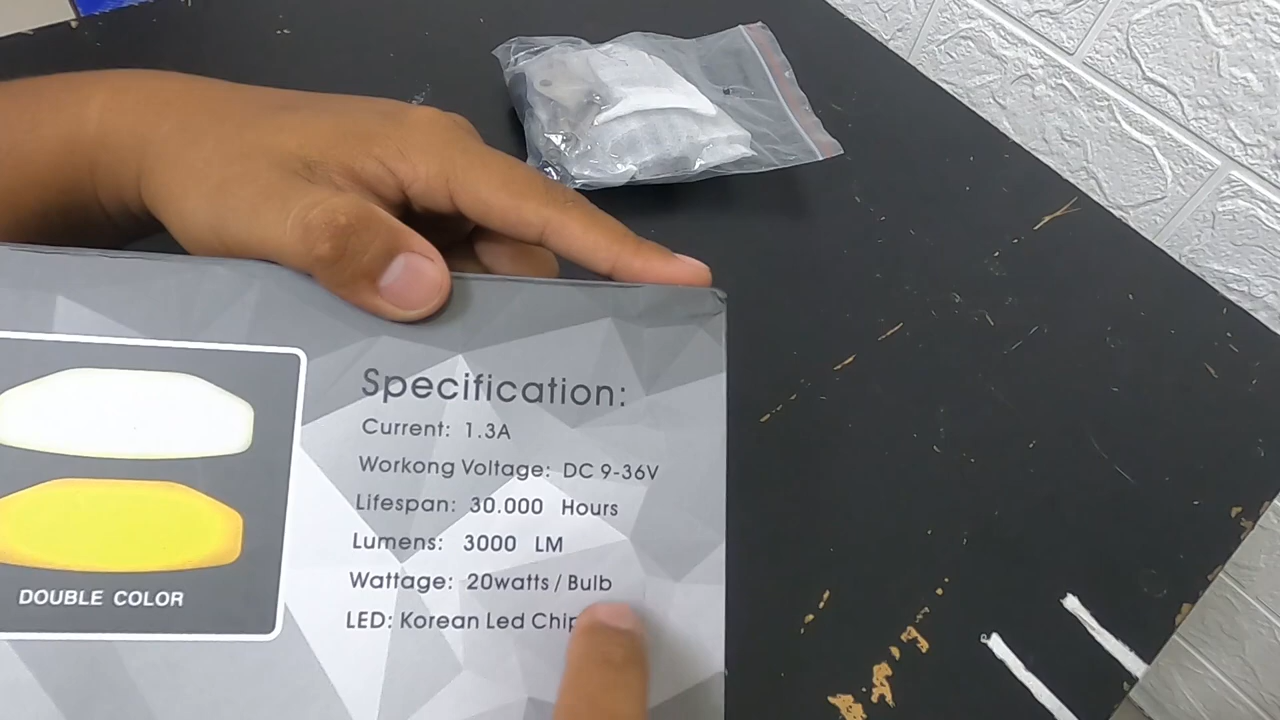 Specification:
Current: 1.3A
Workong Voltage: DC 9-36V
Lifespan: 30.000 Hours
Lumens: 3000 LM
Wattage: 20watts / Bulb
LED: Korean Led Chip
DOUBLE COLOR